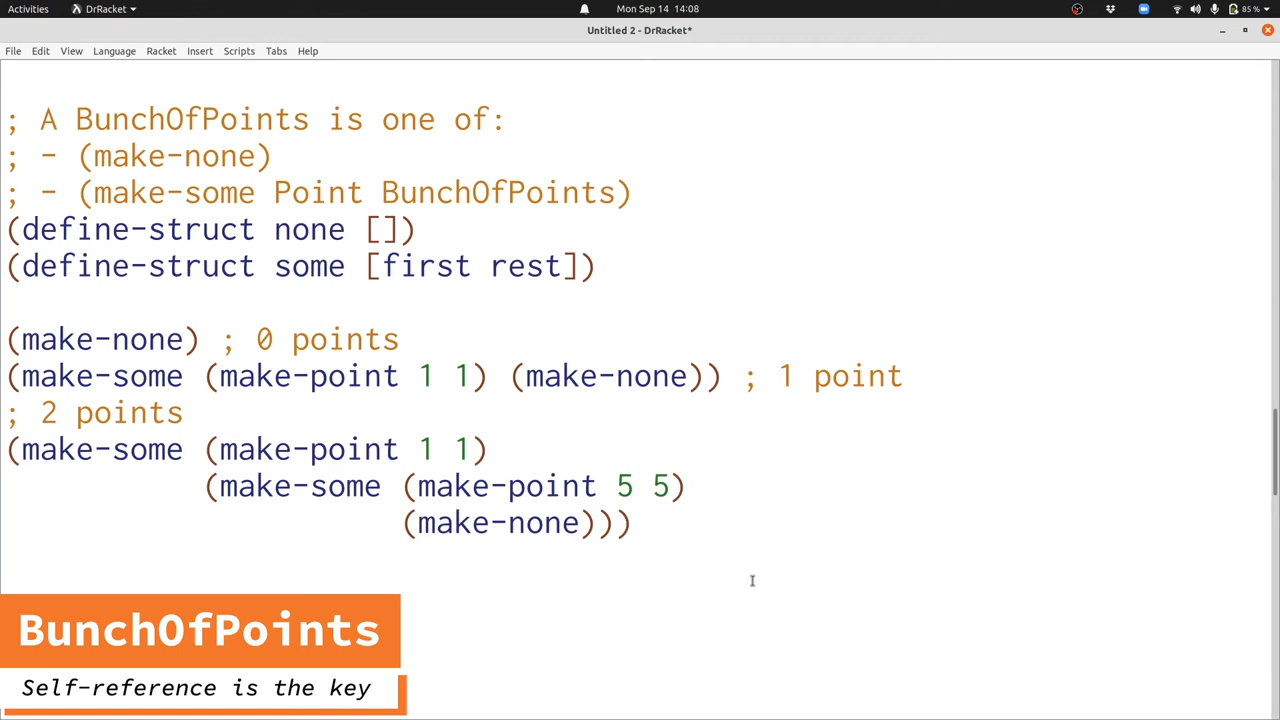 Activities DrRacket Mon Sep 14 14:08 85 %
Untitled 2 - DrRacket*
File Edit View Language Racket Insert Scripts Tabs Help
; A BunchOfPoints is one of:
; - (make-none)
; - (make-some Point BunchOfPoints)
(define-struct none [])
(define-struct some [first rest])
(make-none) ; 0 points
(make-some (make-point 1 1) (make-none)) ; 1 point
; 2 points
(make-some (make-point 1 1)
(make-some (make-point 5 5)
(make-none)))
BunchOfPoints
Self-reference is the key